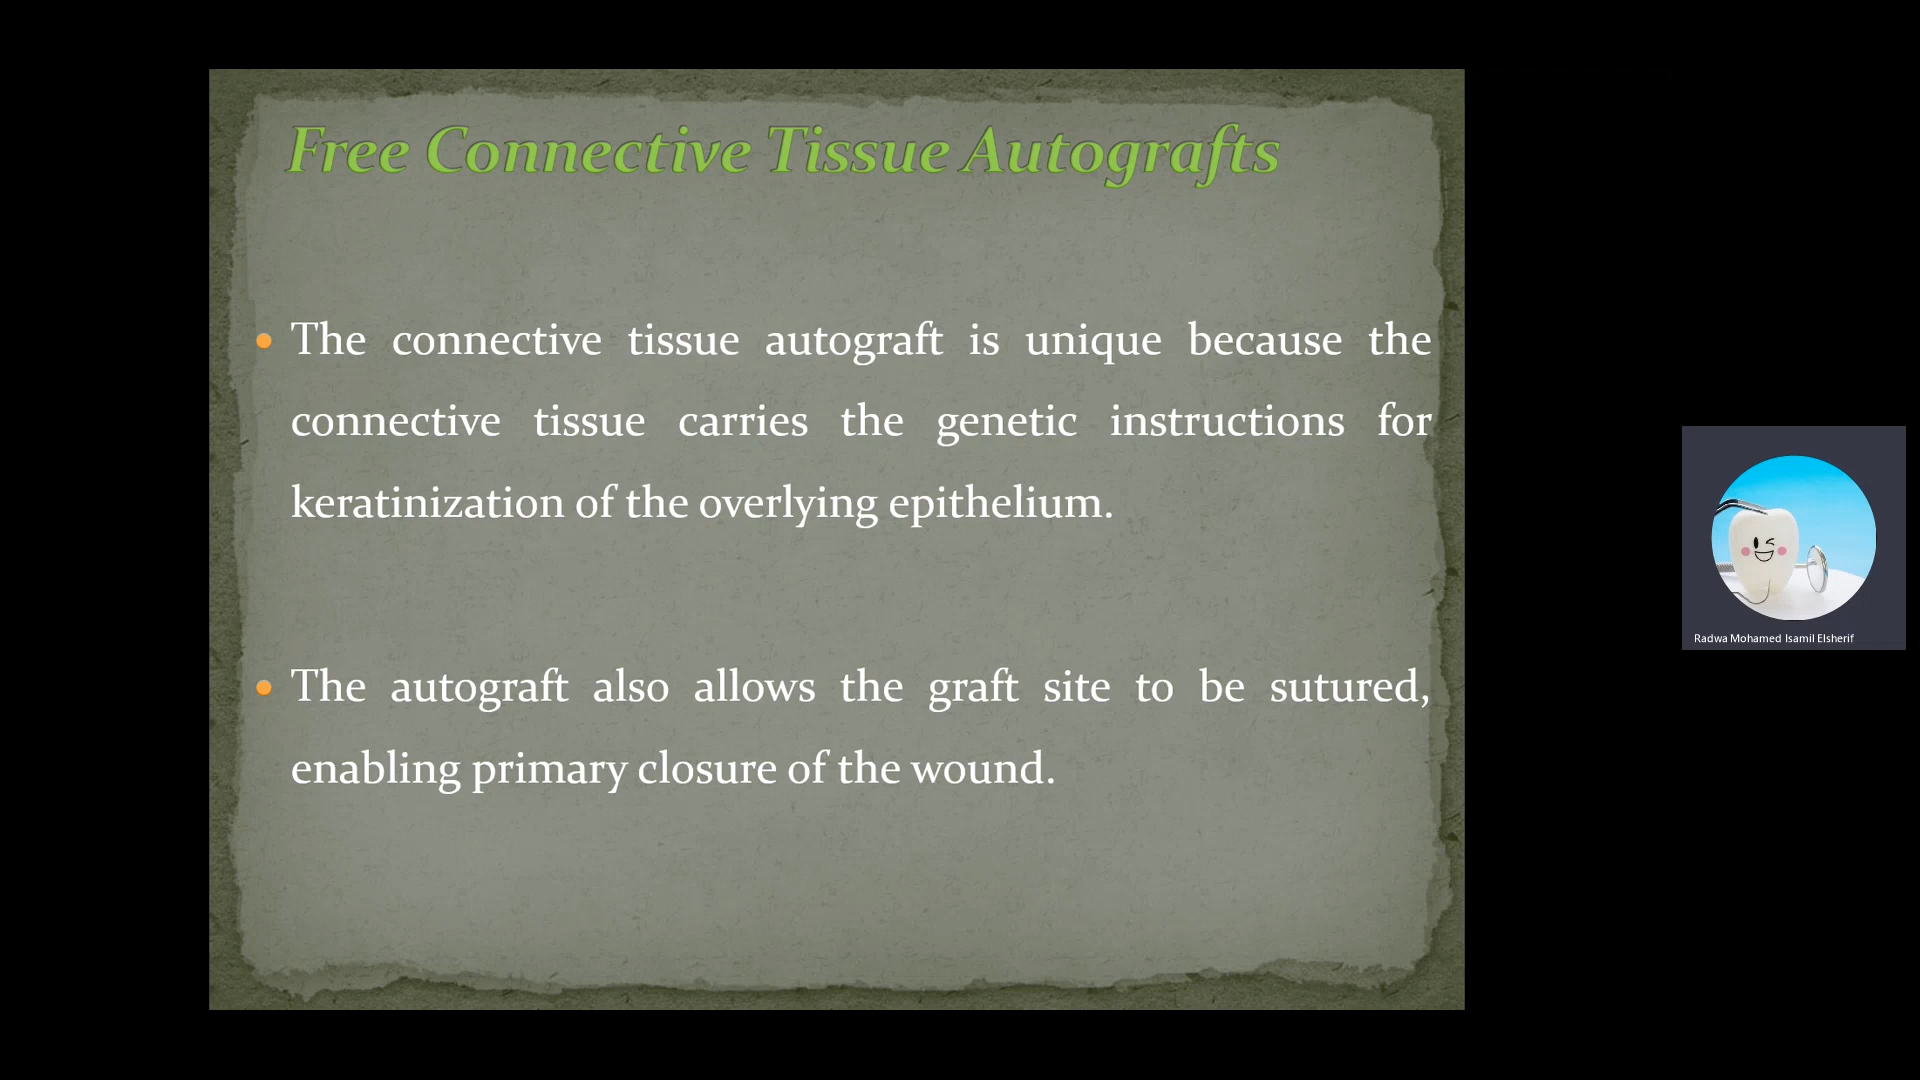 Free Connective Tissue Autografts
The connective tissue autograft is unique because the
connective tissue carries the genetic instructions for
keratinization of the overlying epithelium.
The autograft also allows the graft site to be sutured,
enabling primary closure of the wound.
Radwa Mohamed Isamil Elsherif